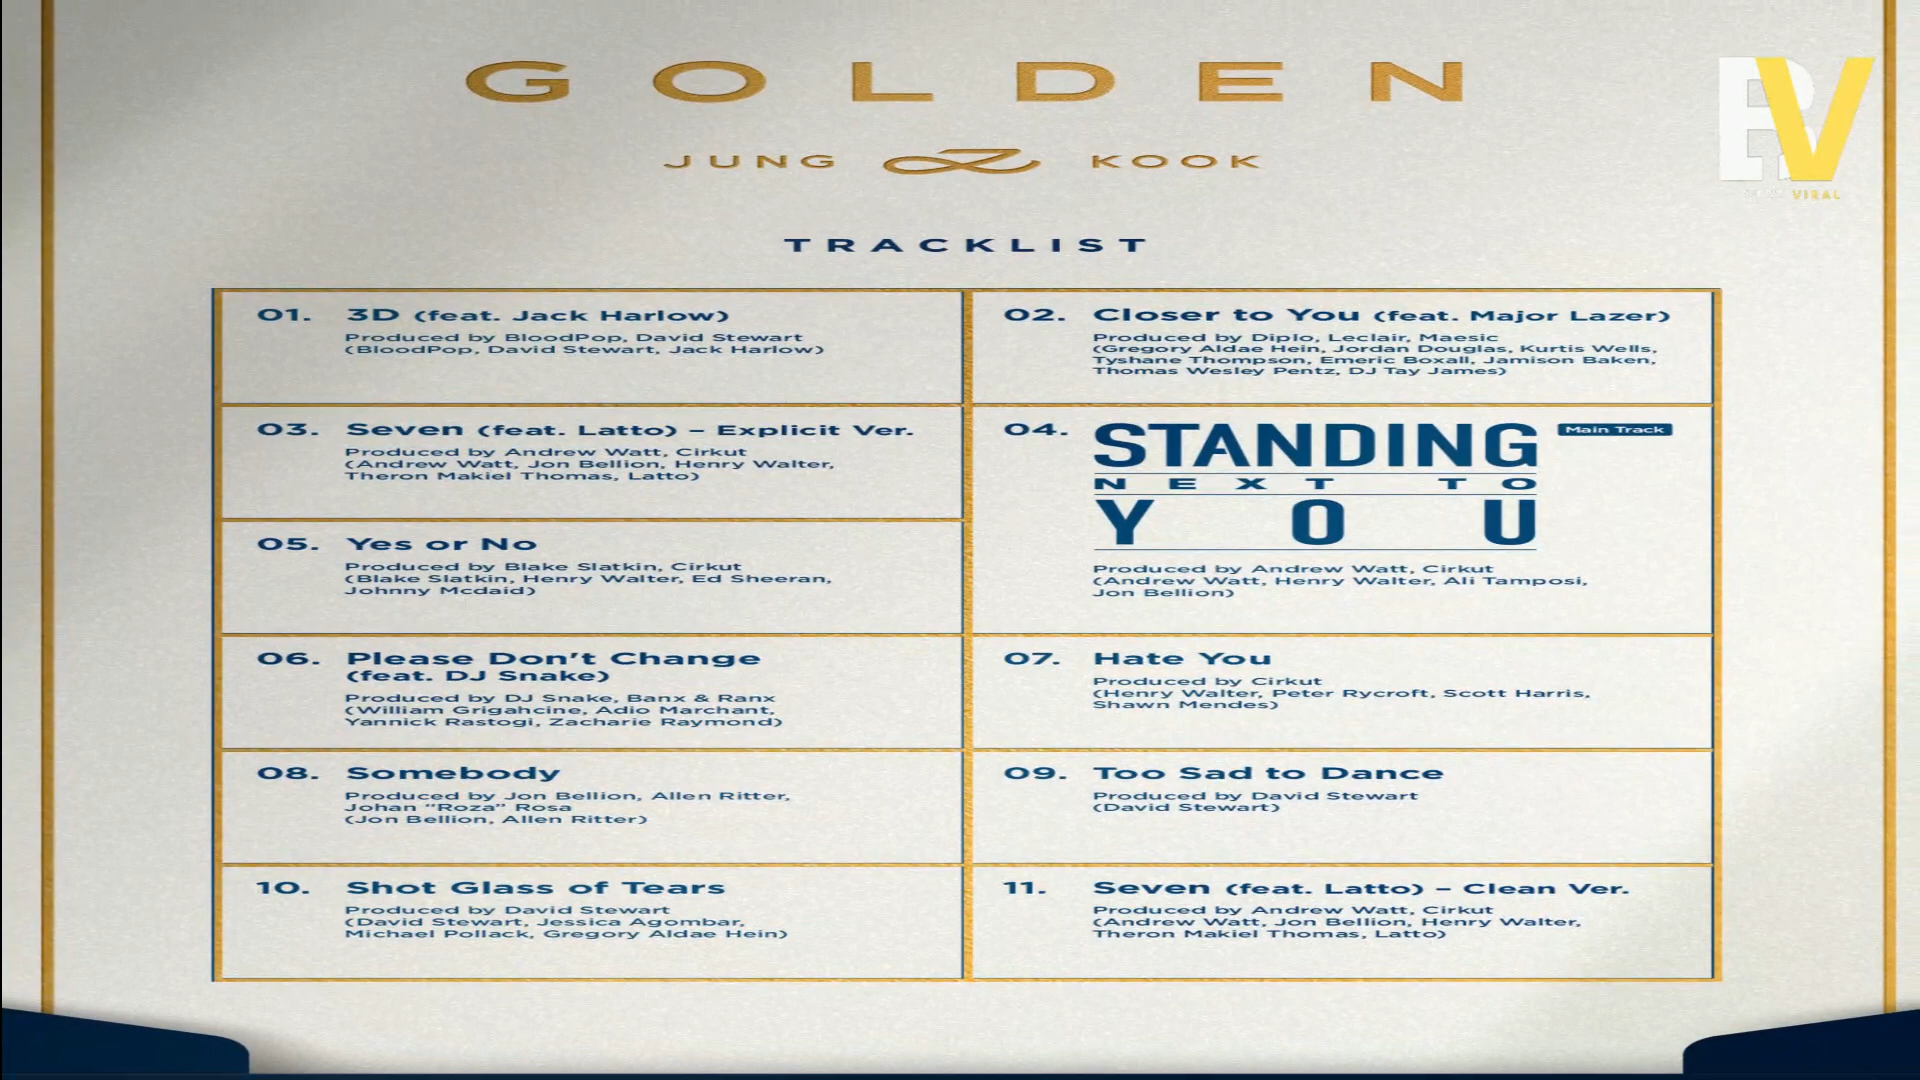 GOLDEN
JUNG KOOK
TRACKLIST
01. 3D (feat. Jack Harlow)
Produced by BloodPop, David Stewart
(BloodPop, David Stewart, Jack Harlow)
02. Closer to You (feat. Major Lazer)
Produced by Diplo, Leclair, Maesic
(Gregory Aldae Hein, Jordan Douglas, Kurtis Wells,
Tyshane Thompson, Emeric Boxall, Jamison Baken,
Thomas Wesley Pentz, DJ Tay James)
03. Seven (feat. Latto) – Explicit Ver.
Produced by Andrew Watt, Cirkut
(Andrew Watt, Jon Bellion, Henry Walter,
Theron Makiel Thomas, Latto)
04. STANDING Main Track
NEXT TO
YOU
Produced by Andrew Watt, Cirkut
(Andrew Watt, Henry Walter, Ali Tamposi,
Jon Bellion)
05. Yes or No
Produced by Blake Slatkin, Cirkut
(Blake Slatkin, Henry Walter, Ed Sheeran,
Johnny Mcdaid)
06. Please Don't Change
(feat. DJ Snake)
Produced by DJ Snake, Banx & Ranx
(William Grigahcine, Adio Marchant,
Yannick Rastogi, Zacharie Raymond)
07. Hate You
Produced by Cirkut
(Henry Walter, Peter Rycroft, Scott Harris,
Shawn Mendes)
08. Somebody
Produced by Jon Bellion, Allen Ritter,
Johan “Roza” Rosa
(Jon Bellion, Allen Ritter)
09. Too Sad to Dance
Produced by David Stewart
(David Stewart)
10. Shot Glass of Tears
Produced by David Stewart
(David Stewart, Jessica Agombar,
Michael Pollack, Gregory Aldae Hein)
11. Seven (feat. Latto) – Clean Ver.
Produced by Andrew Watt, Cirkut
(Andrew Watt, Jon Bellion, Henry Walter,
Theron Makiel Thomas, Latto)
VIRAL